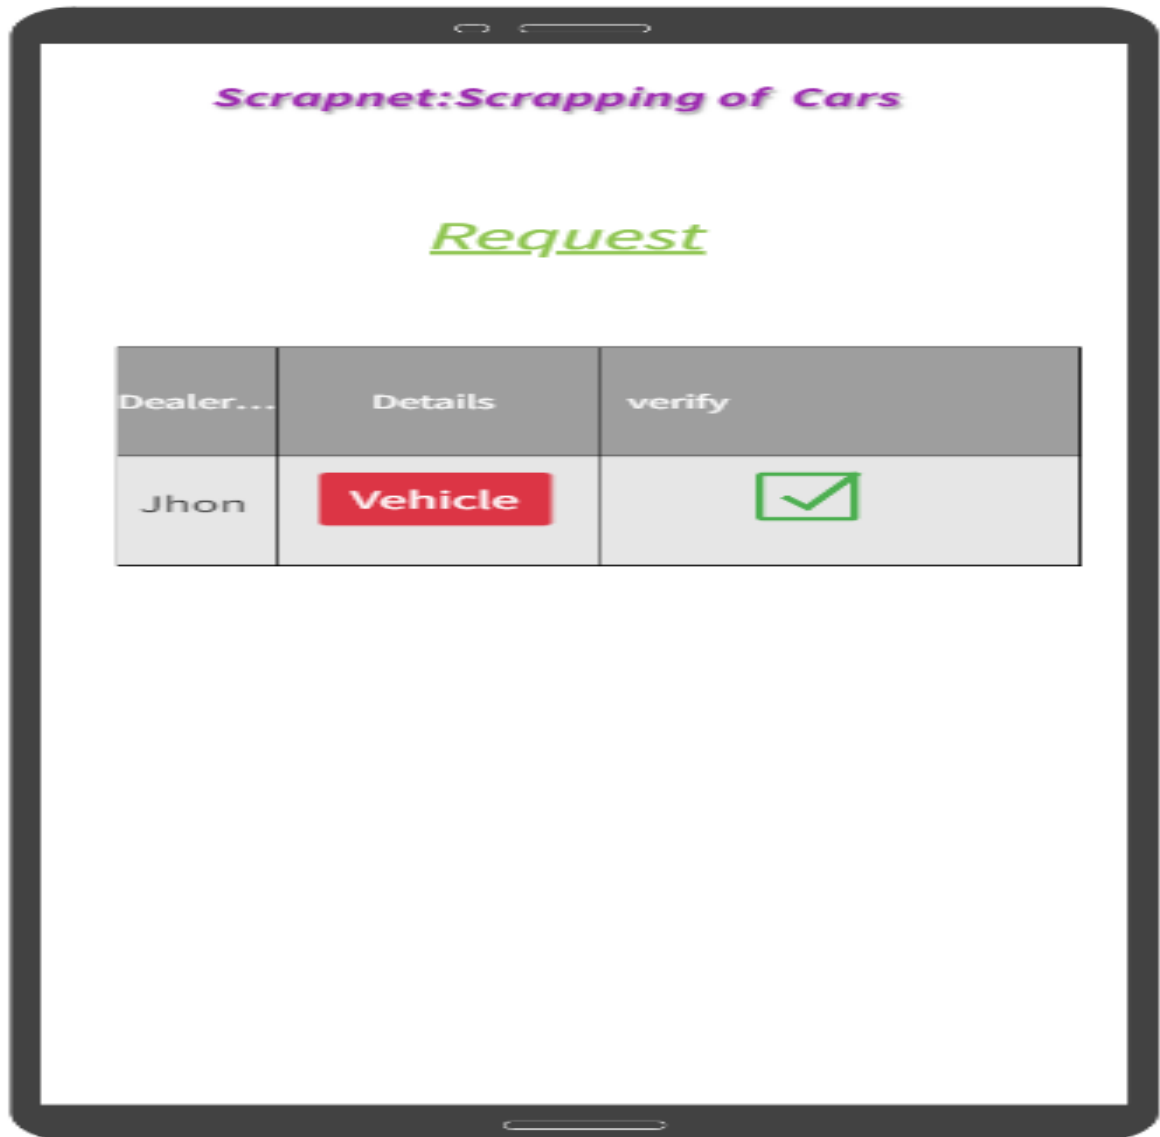 Scrapnet:Scrapping of Cars
Request
Dealer... Details verify
Jhon Vehicle